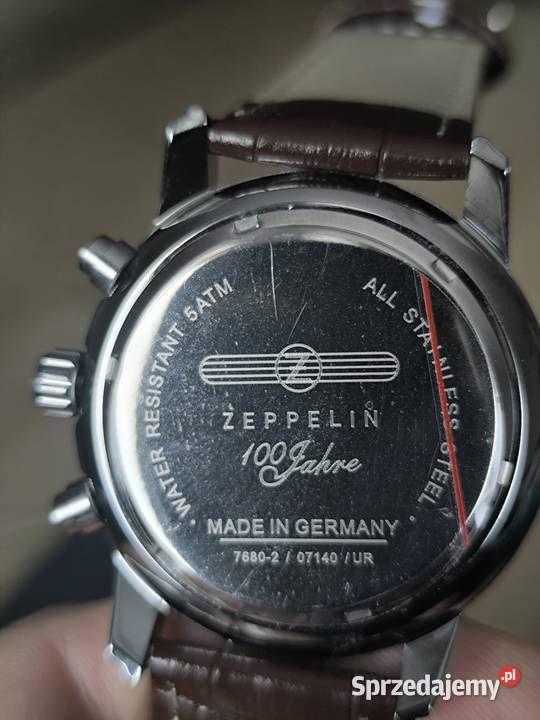 WATER RESISTANT 5ATM
ALL STAINLESS STEEL
Z
ZEPPELIN
100 Jahre
· MADE IN GERMANY ·
7680-2 / 07140 / UR
Sprzedajemy.pl